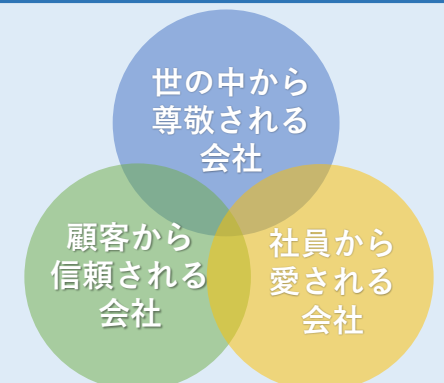 世の中から
尊敬される
会社
顧客から
信頼される
会社
社員から
愛される
会社